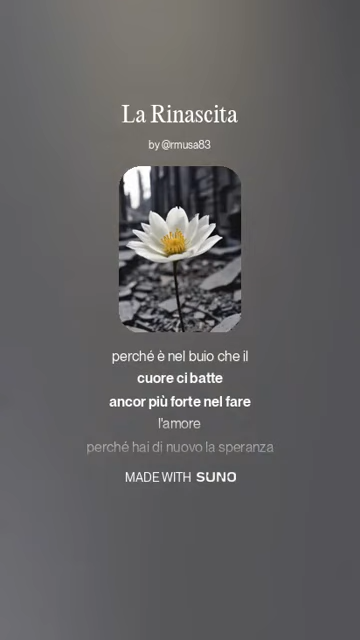 La Rinascita
by @rmusa83
perché è nel buio che il
cuore ci batte
ancor più forte nel fare
l'amore
perché hai di nuovo la speranza
MADE WITH SUNO